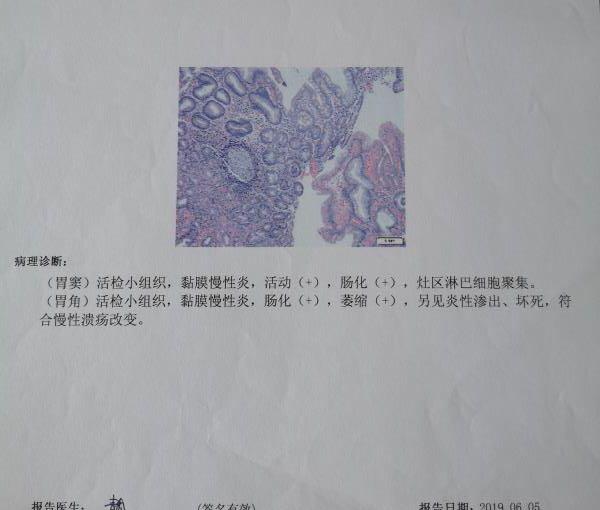 病理诊断:
(胃窦)活检小组织,黏膜慢性炎,活动(+),肠化(+),灶区淋巴细胞聚集。
(胃角)活检小组织,黏膜慢性炎,肠化(+),萎缩(+),另见炎性渗出、坏死,符
合慢性溃疡改变。
报告医生: (签名有效) 报告日期: 2019.06.05